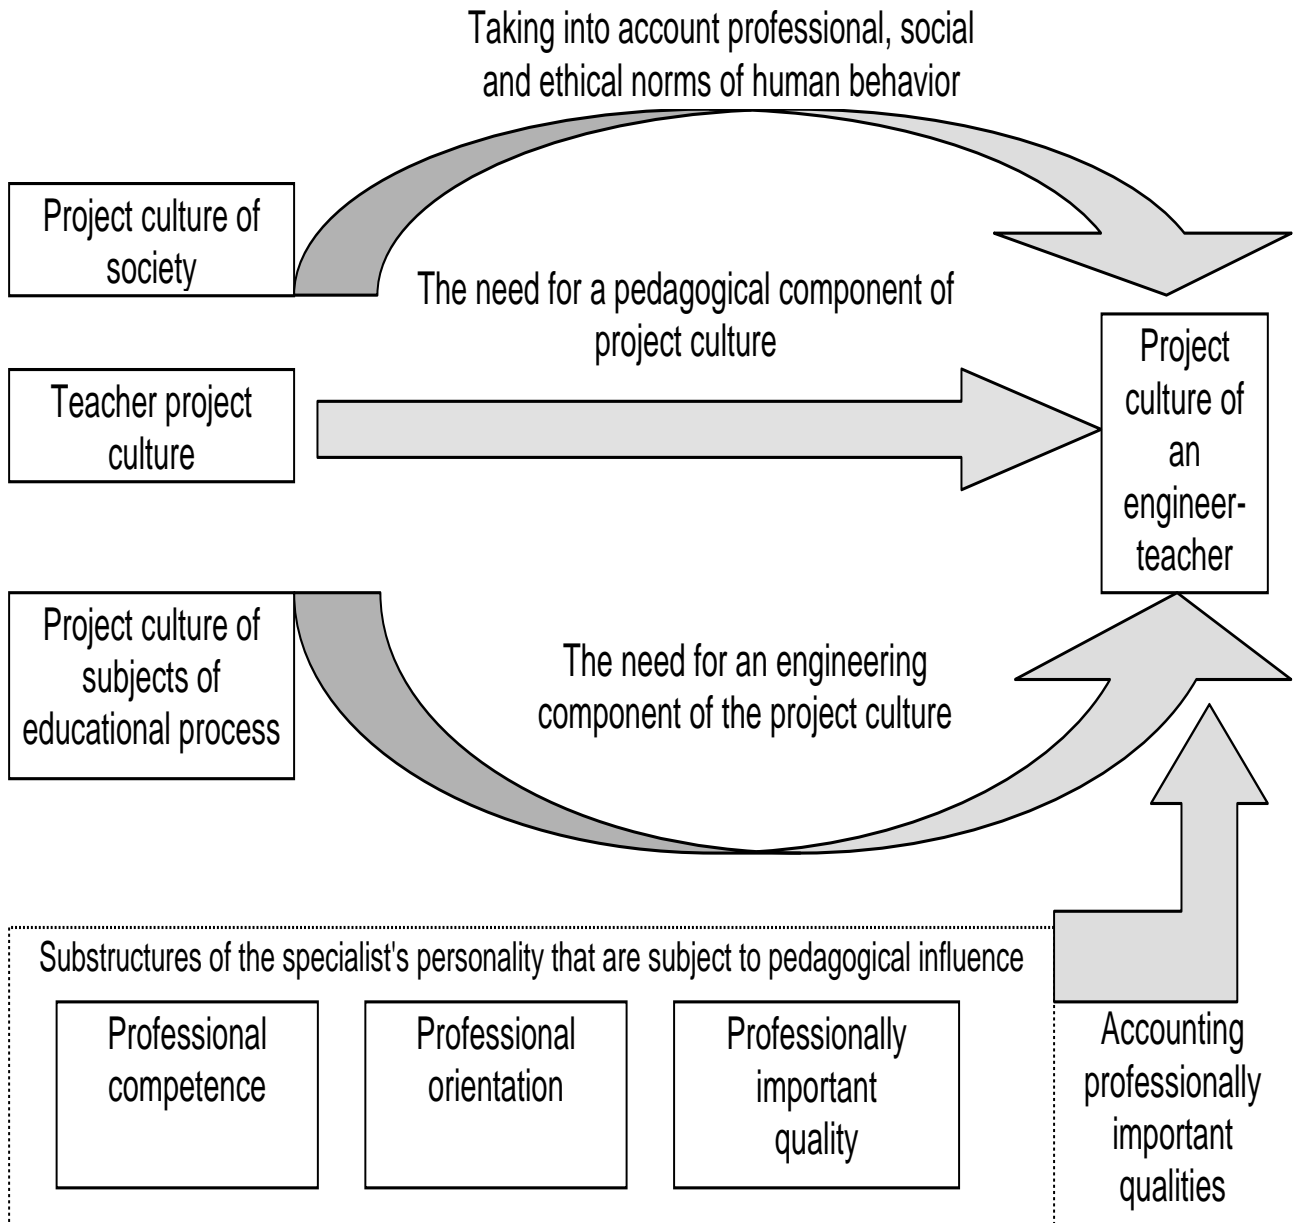 Taking into account professional, social
and ethical norms of human behavior
Project culture of
society
The need for a pedagogical component of
project culture
Teacher project
culture
Project
culture of
an
engineer-
teacher
Project culture of
subjects of
educational process
The need for an engineering
component of the project culture
Substructures of the specialist's personality that are subject to pedagogical influence
Professional
competence
Professional
orientation
Professionally
important
quality
Accounting
professionally
important
qualities